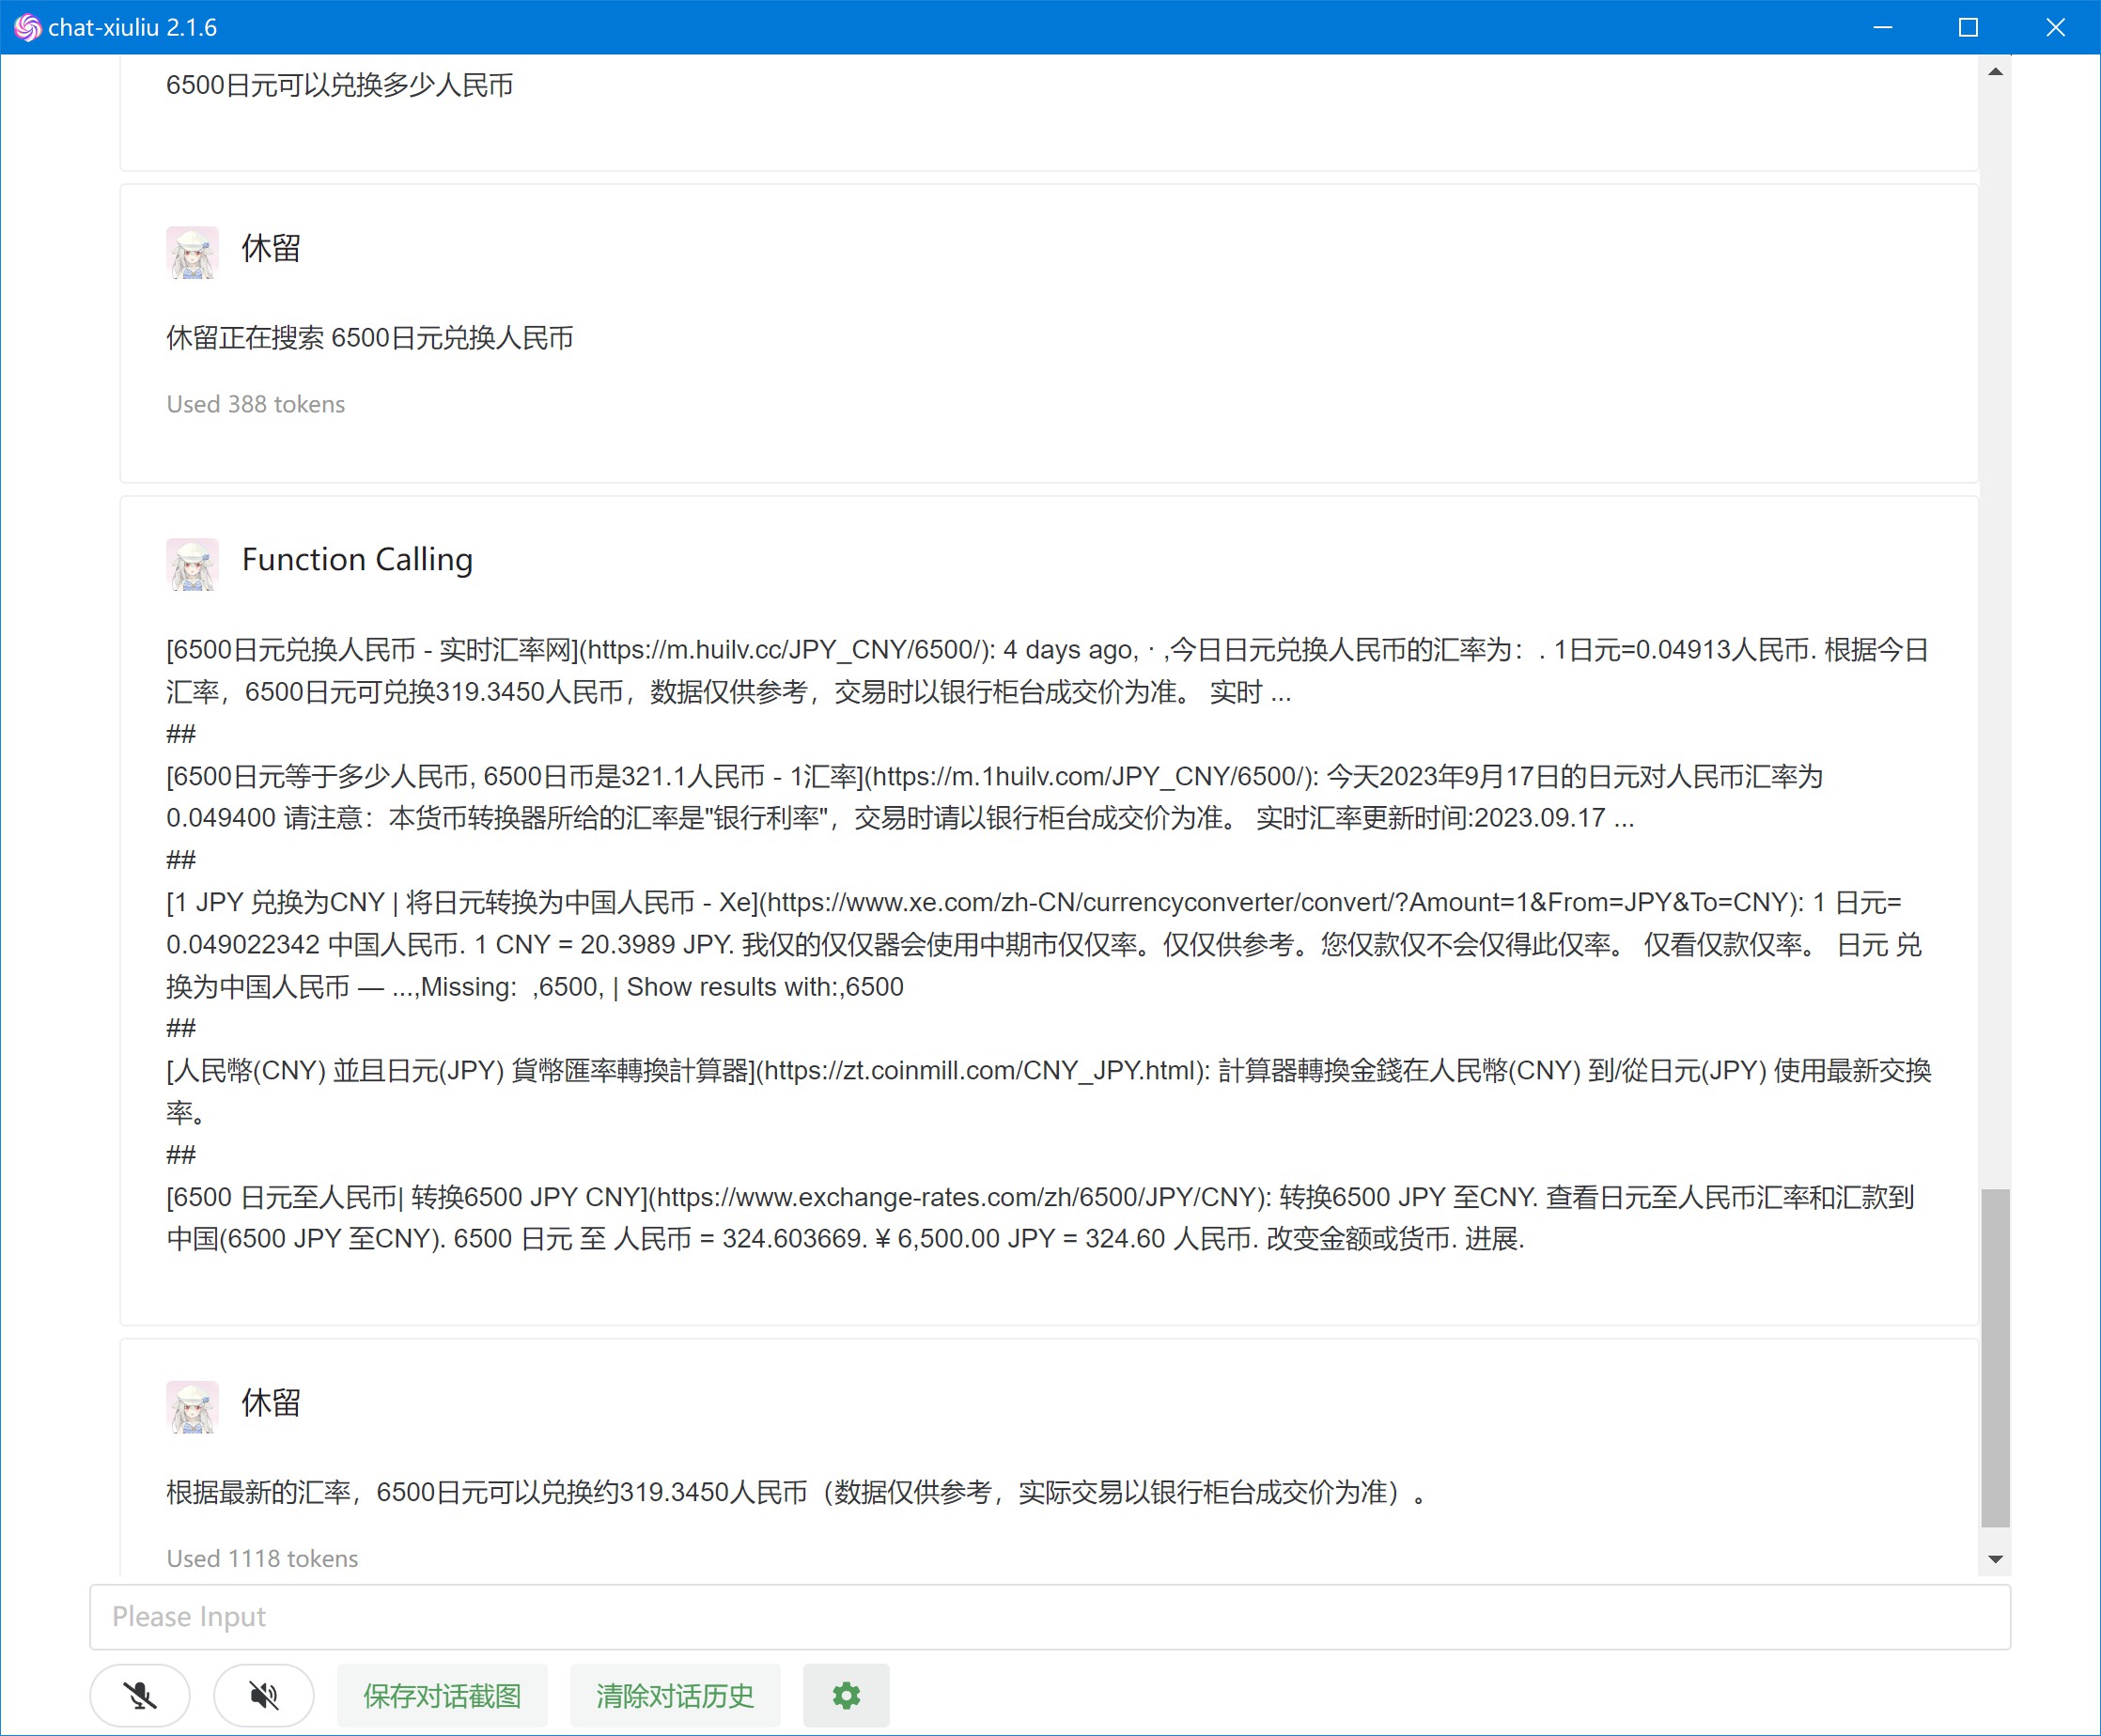 chat-xiuliu 2.1.6
6500日元可以兑换多少人民币
休留
休留正在搜索 6500日元兑换人民币
Used 388 tokens
Function Calling
[6500日元兑换人民币 - 实时汇率网](https://m.huilv.cc/JPY_CNY/6500/): 4 days ago, · ,今日日元兑换人民币的汇率为：. 1日元=0.04913人民币. 根据今日
汇率，6500日元可兑换319.3450人民币，数据仅供参考，交易时以银行柜台成交价为准。 实时 ...
##
[6500日元等于多少人民币, 6500日币是321.1人民币 - 1汇率](https://m.1huilv.com/JPY_CNY/6500/): 今天2023年9月17日的日元对人民币汇率为
0.049400 请注意：本货币转换器所给的汇率是"银行利率"，交易时请以银行柜台成交价为准。 实时汇率更新时间:2023.09.17 ...
##
[1 JPY 兑换为CNY | 将日元转换为中国人民币 - Xe](https://www.xe.com/zh-CN/currencyconverter/convert/?Amount=1&From=JPY&To=CNY): 1 日元=
0.049022342 中国人民币. 1 CNY = 20.3989 JPY. 我仅的仅仅器会使用中期市仅仅率。仅仅供参考。您仅款仅不会仅得此仅率。 仅看仅款仅率。 日元 兑
换为中国人民币 — ...,Missing: ,6500, | Show results with:,6500
##
[人民幣(CNY) 並且日元(JPY) 貨幣匯率轉換計算器](https://zt.coinmill.com/CNY_JPY.html): 計算器轉換金錢在人民幣(CNY) 到/從日元(JPY) 使用最新交換
率。
##
[6500 日元至人民币| 转换6500 JPY CNY](https://www.exchange-rates.com/zh/6500/JPY/CNY): 转换6500 JPY 至CNY. 查看日元至人民币汇率和汇款到
中国(6500 JPY 至CNY). 6500 日元 至 人民币 = 324.603669. ¥ 6,500.00 JPY = 324.60 人民币. 改变金额或货币. 进展.
休留
根据最新的汇率，6500日元可以兑换约319.3450人民币（数据仅供参考，实际交易以银行柜台成交价为准）。
Used 1118 tokens
Please Input
保存对话截图
清除对话历史